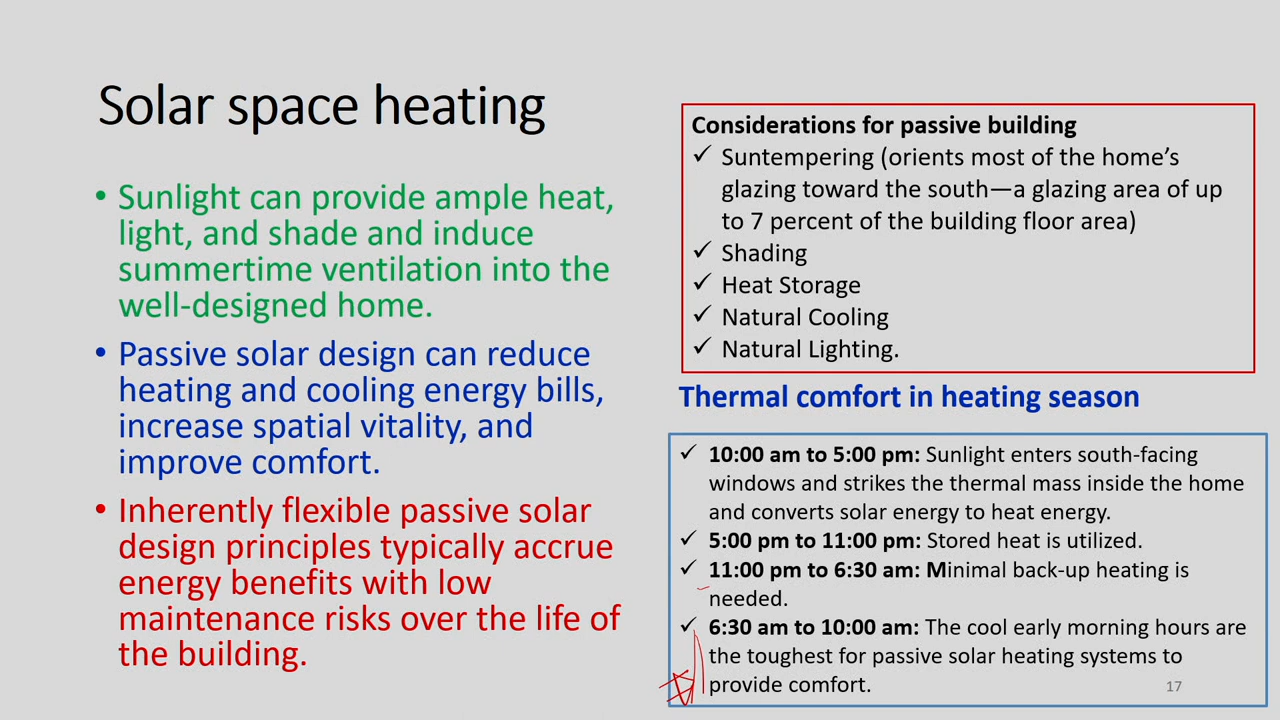 Solar space heating
• Sunlight can provide ample heat,
light, and shade and induce
summertime ventilation into the
well-designed home.
• Passive solar design can reduce
heating and cooling energy bills,
increase spatial vitality, and
improve comfort.
• Inherently flexible passive solar
design principles typically accrue
energy benefits with low
maintenance risks over the life of
the building.
Considerations for passive building
✓ Suntempering (orients most of the home's
glazing toward the south—a glazing area of up
to 7 percent of the building floor area)
✓ Shading
✓ Heat Storage
✓ Natural Cooling
✓ Natural Lighting.
Thermal comfort in heating season
✓ 10:00 am to 5:00 pm: Sunlight enters south-facing
windows and strikes the thermal mass inside the home
and converts solar energy to heat energy.
✓ 5:00 pm to 11:00 pm: Stored heat is utilized.
✓ 11:00 pm to 6:30 am: Minimal back-up heating is
needed.
✓ 6:30 am to 10:00 am: The cool early morning hours are
the toughest for passive solar heating systems to
provide comfort.
17